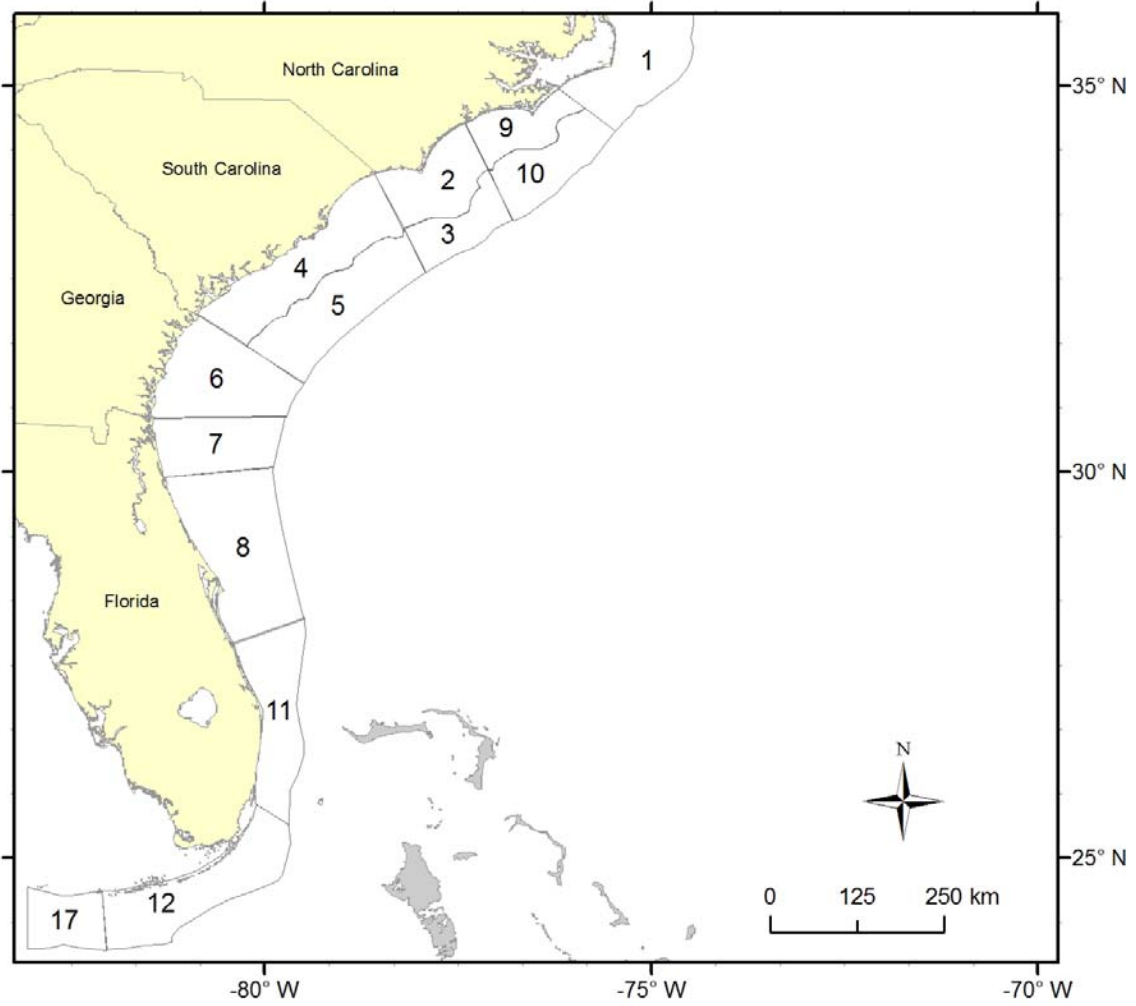 1
35° N
North Carolina
9
10
South Carolina
2
3
4
5
Georgia
6
7
30° N
8
Florida
11
N
25° N
0 125 250 km
12
17
-80° W -75° W -70° W